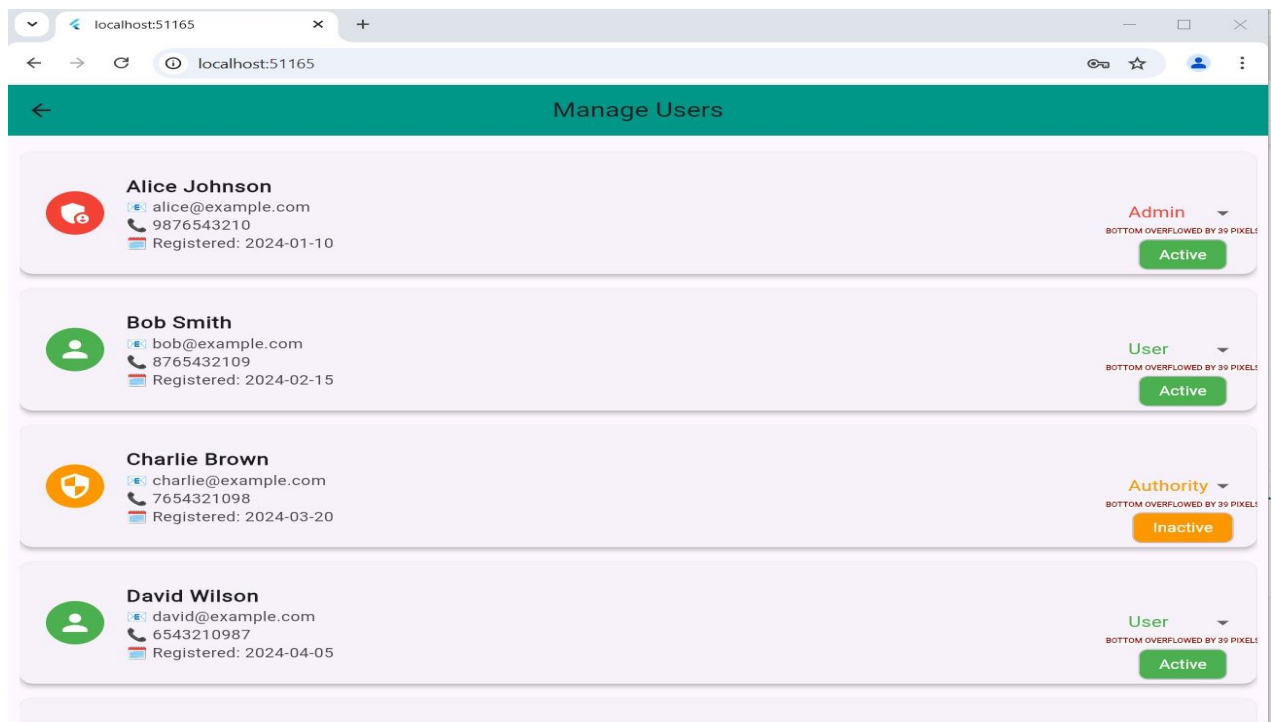 localhost:51165
localhost:51165
Manage Users
Alice Johnson
alice@example.com
9876543210
Registered: 2024-01-10
Admin
BOTTOM OVERFLOWED BY 39 PIXELS
Active
Bob Smith
bob@example.com
8765432109
Registered: 2024-02-15
User
BOTTOM OVERFLOWED BY 39 PIXELS
Active
Charlie Brown
charlie@example.com
7654321098
Registered: 2024-03-20
Authority
BOTTOM OVERFLOWED BY 39 PIXELS
Inactive
David Wilson
david@example.com
6543210987
Registered: 2024-04-05
User
BOTTOM OVERFLOWED BY 39 PIXELS
Active